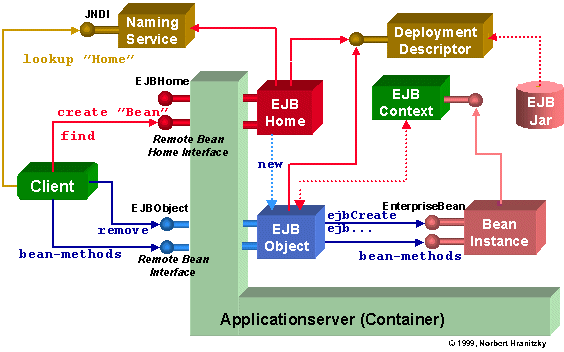 JNDI
Naming
Service
Deployment
Descriptor
lookup "Home"
EJBHome
create "Bean"
find
EJB
Home
EJB
Context
EJB
Jar
Remote Bean
Home Interface
new
Client
EJBObject
EnterpriseBean
remove
EJB
Object
ejbCreate
ejb...
Bean
Instance
bean-methods
Remote Bean
Interface
bean-methods
Applicationserver (Container)
© 1999, Norbert Hranitzky